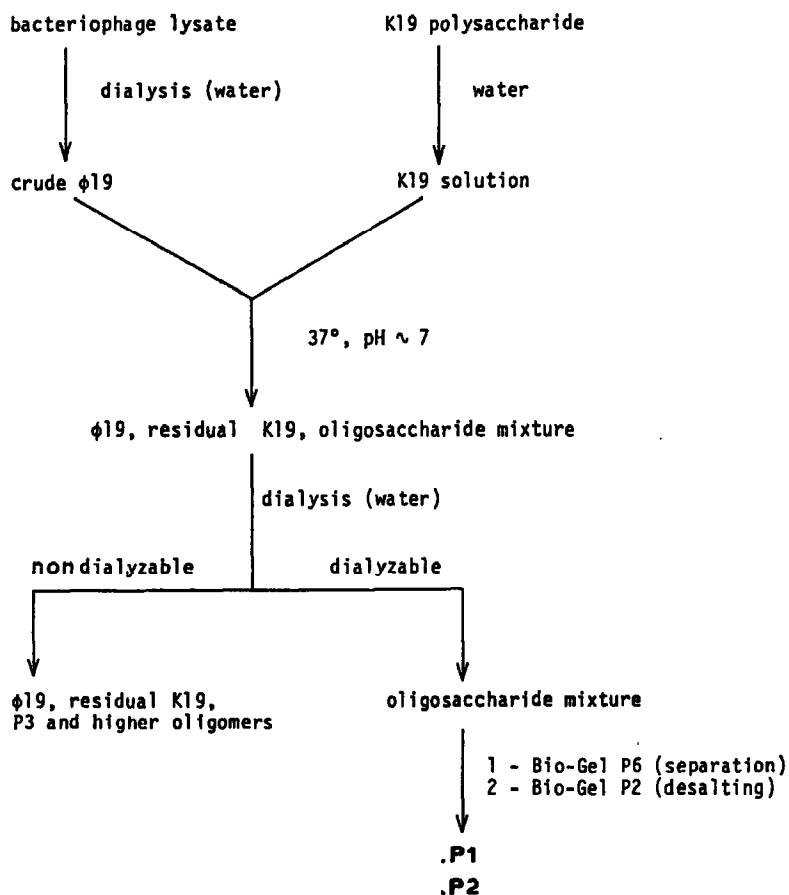 bacteriophage lysate
K19 polysaccharide
dialysis (water)
water
crude ϕ19
K19 solution
37°, pH ∿ 7
ϕ19, residual K19, oligosaccharide mixture
dialysis (water)
nondialyzable
dialyzable
ϕ19, residual K19,
P3 and higher oligomers
oligosaccharide mixture
1 - Bio-Gel P6 (separation)
2 - Bio-Gel P2 (desalting)
.P1
.P2